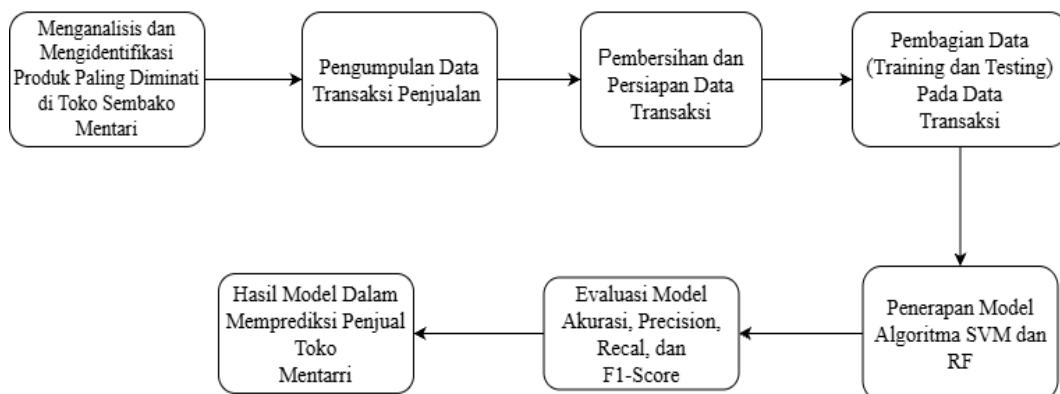 Menganalisis dan
Mengidentifikasi
Produk Paling Diminati
di Toko Sembako
Mentari
Pengumpulan Data
Transaksi Penjualan
Pembersihan dan
Persiapan Data
Transaksi
Pembagian Data
(Training dan Testing)
Pada Data
Transaksi
Penerapan Model
Algoritma SVM dan
RF
Evaluasi Model
Akurasi, Precision,
Recal, dan
F1-Score
Hasil Model Dalam
Memprediksi Penjual
Toko
Mentarri